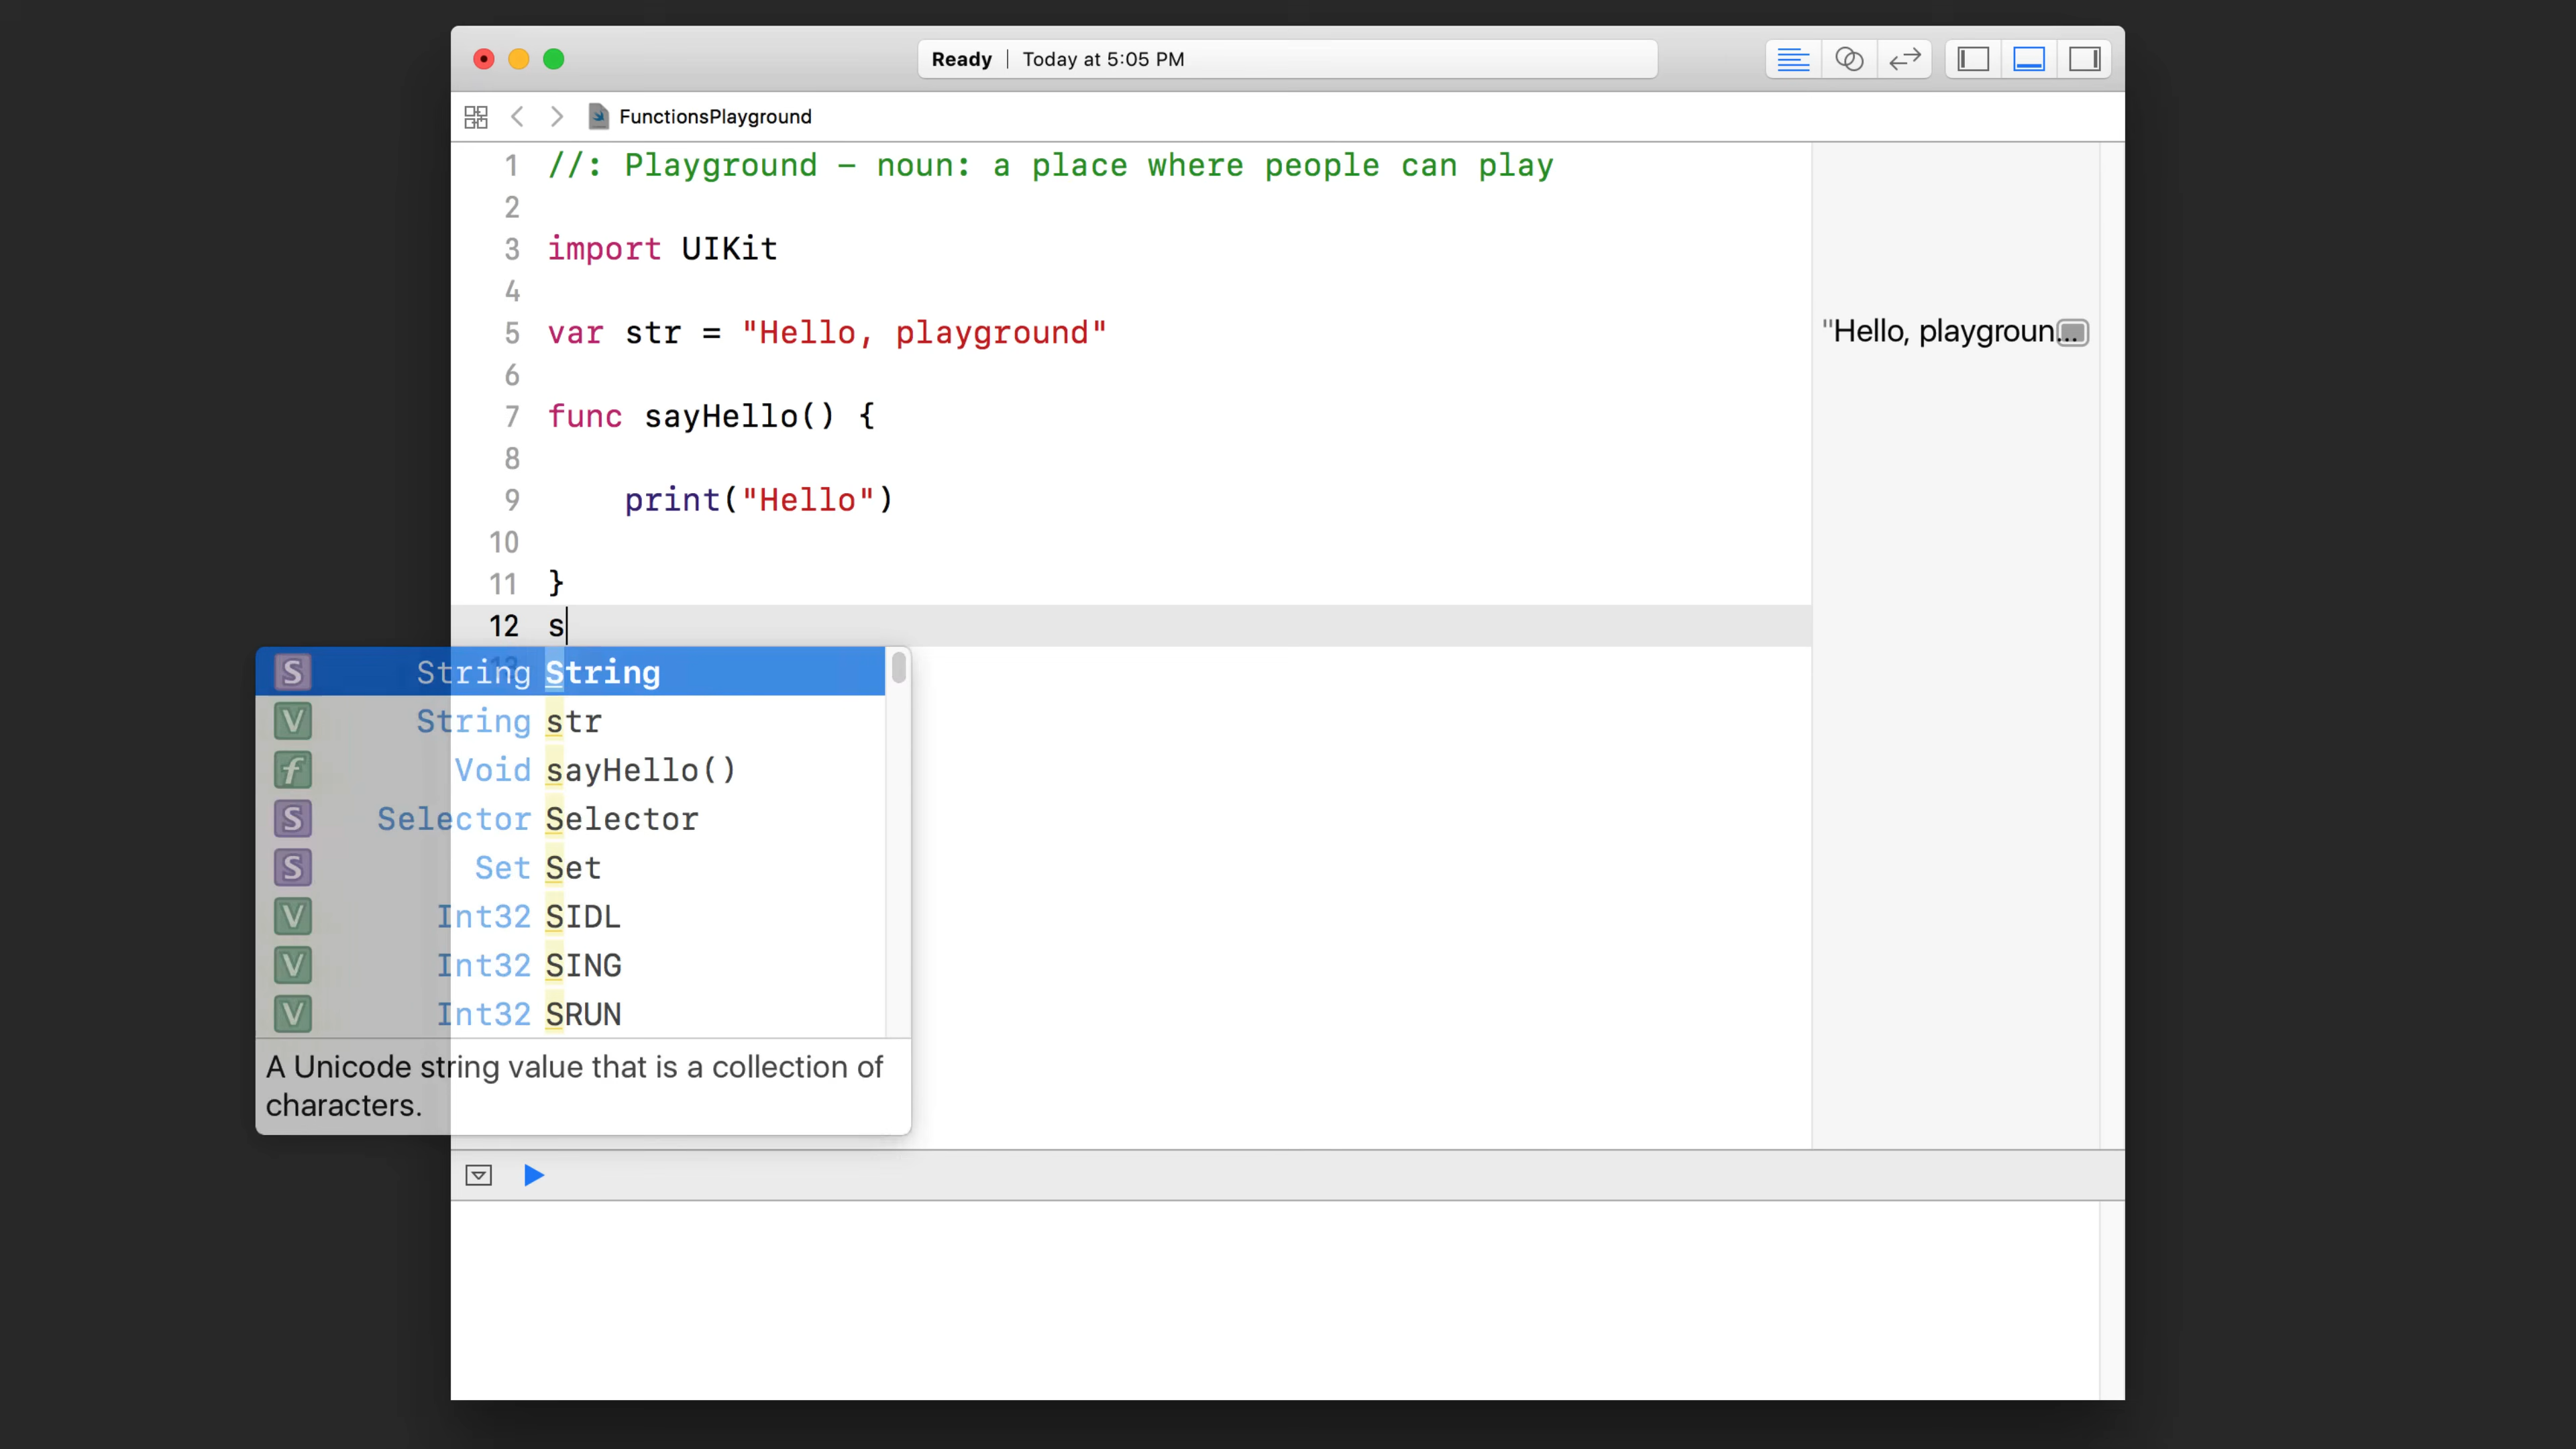 Ready | Today at 5:05 PM
FunctionsPlayground
1 //: Playground – noun: a place where people can play
2
3 import UIKit
4
5 var str = "Hello, playground"
"Hello, playgroun...
6
7 func sayHello() {
8
9 print("Hello")
10
11 }
12 s
S String String
V String str
f Void sayHello()
S Selector Selector
S Set Set
V Int32 SIDL
V Int32 SING
V Int32 SRUN
A Unicode string value that is a collection of
characters.